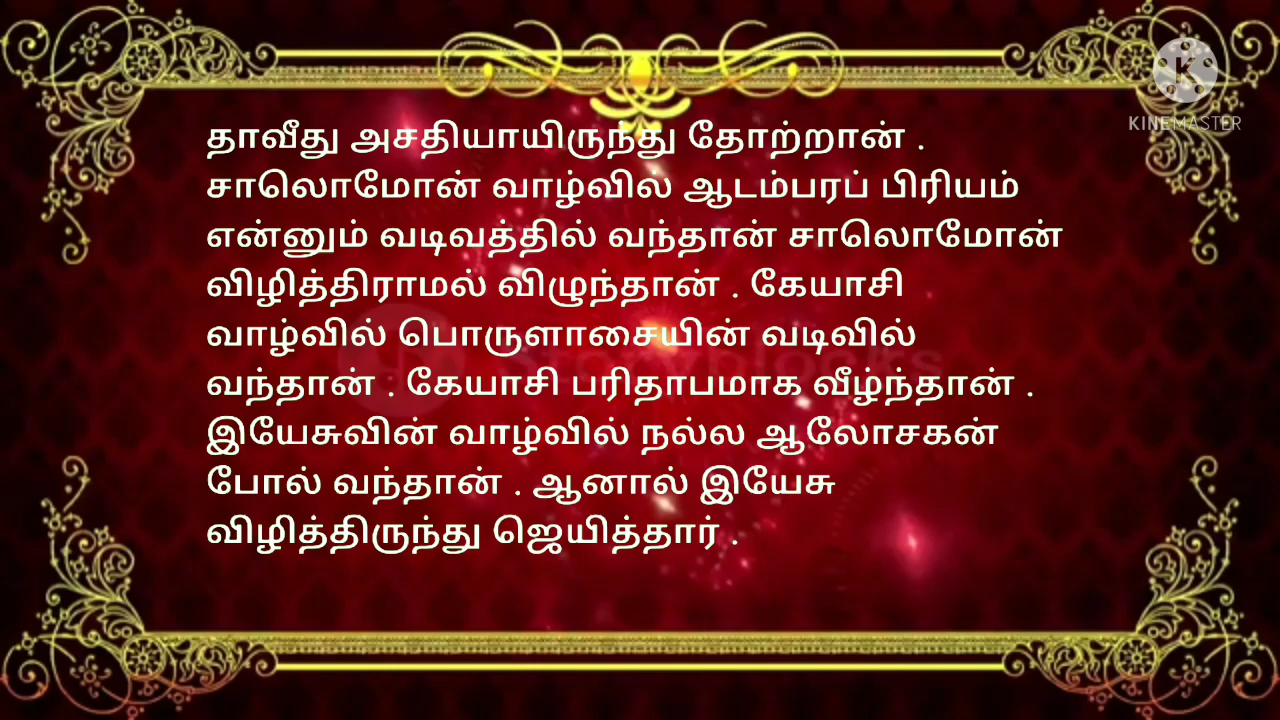 தாவீது அசதியாயிருந்து தோற்றான் .
சாலொமோன் வாழ்வில ஆடம்பரப் பிரியம்
என்னும் வடிவத்தில் வந்தான் சாலொமோன்
விழித்திராமல் விழுந்தான் . கேயாசி
வாழ்வில் பொருளாசையின் வடிவில்
வந்தான் . கேயாசி பரிதாபமாக வீழ்ந்தான் .
இயேசுவின் வாழ்வில் நல்ல ஆலோசகன்
போல் வந்தான் . ஆனால் இயேசு
விழித்திருந்து ஜெயித்தார் .
K
KINEMASTER
Storyblocks